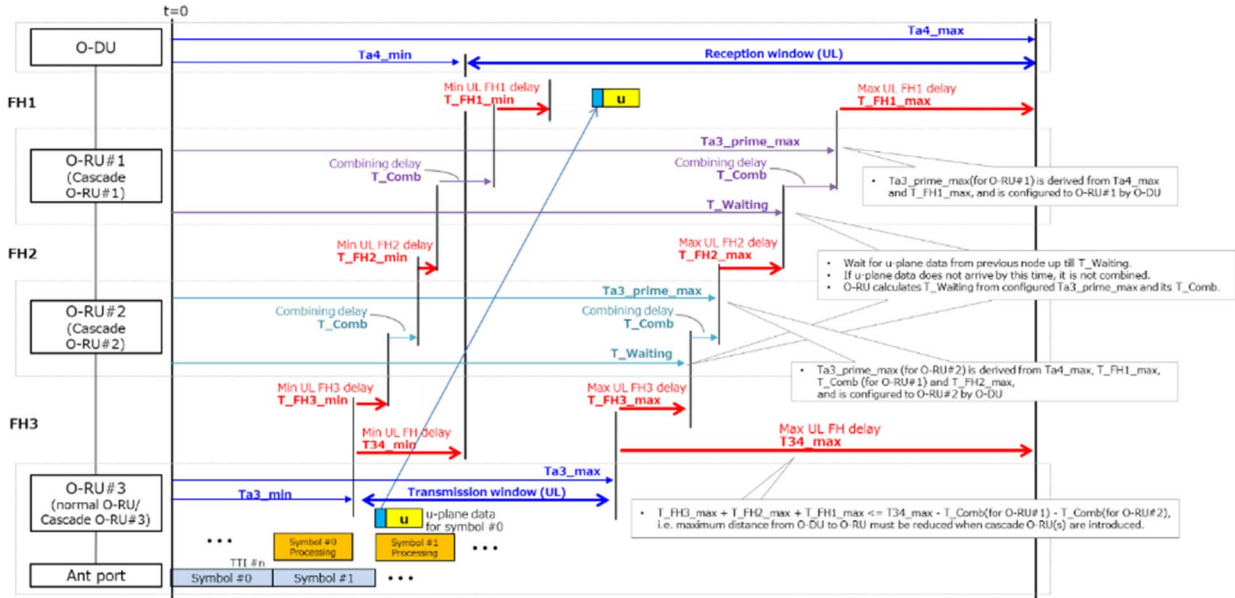 t=0
O-DU
Ta4_max
Ta4_min
Reception window (UL)
FH1
Min UL FH1 delay
T_FH1_min
u
Max UL FH1 delay
T_FH1_max
O-RU#1
(Cascade
O-RU#1)
Ta3_prime_max
Combining delay
T_Comb
Combining delay
T_Comb
T_Waiting
• Ta3_prime_max(for O-RU#1) is derived from Ta4_max
and T_FH1_max, and is configured to O-RU#1 by O-DU
FH2
Min UL FH2 delay
T_FH2_min
Max UL FH2 delay
T_FH2_max
• Wait for u-plane data from previous node up till T_Waiting.
• If u-plane data does not arrive by this time, it is not combined.
• O-RU calculates T_Waiting from configured Ta3_prime_max and its T_Comb.
O-RU#2
(Cascade
O-RU#2)
Ta3_prime_max
Combining delay
T_Comb
Combining delay
T_Comb
T_Waiting
• Ta3_prime_max (for O-RU#2) is derived from Ta4_max, T_FH1_max,
T_Comb (for O-RU#1) and T_FH2_max,
and is configured to O-RU#2 by O-DU
FH3
Min UL FH3 delay
T_FH3_min
Max UL FH3 delay
T_FH3_max
Min UL FH delay
T34_min
Max UL FH delay
T34_max
O-RU#3
(normal O-RU/
Cascade O-RU#3)
Ta3_max
Ta3_min
Transmission window (UL)
u
u-plane data
for symbol #0
• T_FH3_max + T_FH2_max + T_FH1_max <= T34_max - T_Comb(for O-RU#1) - T_Comb(for O-RU#2),
i.e. maximum distance from O-DU to O-RU must be reduced when cascade O-RU(s) are introduced.
• • •
Symbol #0
Processing
Symbol #1
Processing
• • •
TTI #n
Ant port
Symbol #0
Symbol #1
• • •